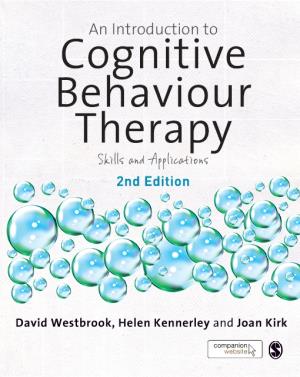 An Introduction to
Cognitive
Behaviour
Therapy
Skills and Applications
2nd Edition
David Westbrook, Helen Kennerley and Joan Kirk
companion
website
S